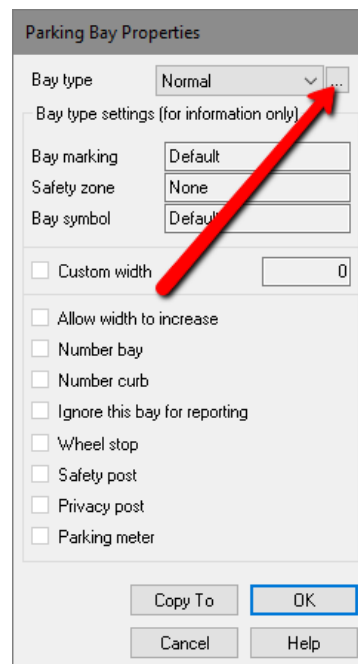 Parking Bay Properties
Bay type Normal ...
Bay type settings (for information only)
Bay marking Default
Safety zone None
Bay symbol Default
Custom width 0
Allow width to increase
Number bay
Number curb
Ignore this bay for reporting
Wheel stop
Safety post
Privacy post
Parking meter
Copy To OK
Cancel Help